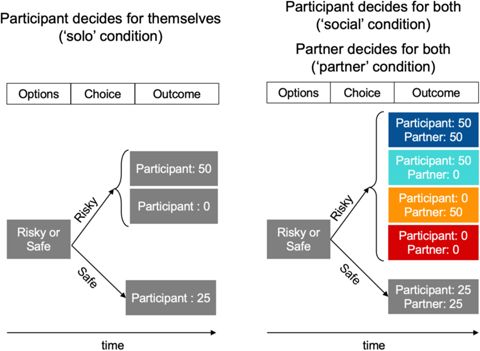 Participant decides for themselves
(‘solo’ condition)
Options
Choice
Outcome
Participant: 50
Participant : 0
Risky
Risky or
Safe
Safe
Participant : 25
time
Participant decides for both
(‘social’ condition)
Partner decides for both
(‘partner’ condition)
Options
Choice
Outcome
Participant: 50
Partner: 50
Participant: 50
Partner: 0
Participant: 0
Partner: 50
Participant: 0
Partner: 0
Risky
Risky or
Safe
Safe
Participant: 25
Partner: 25
time